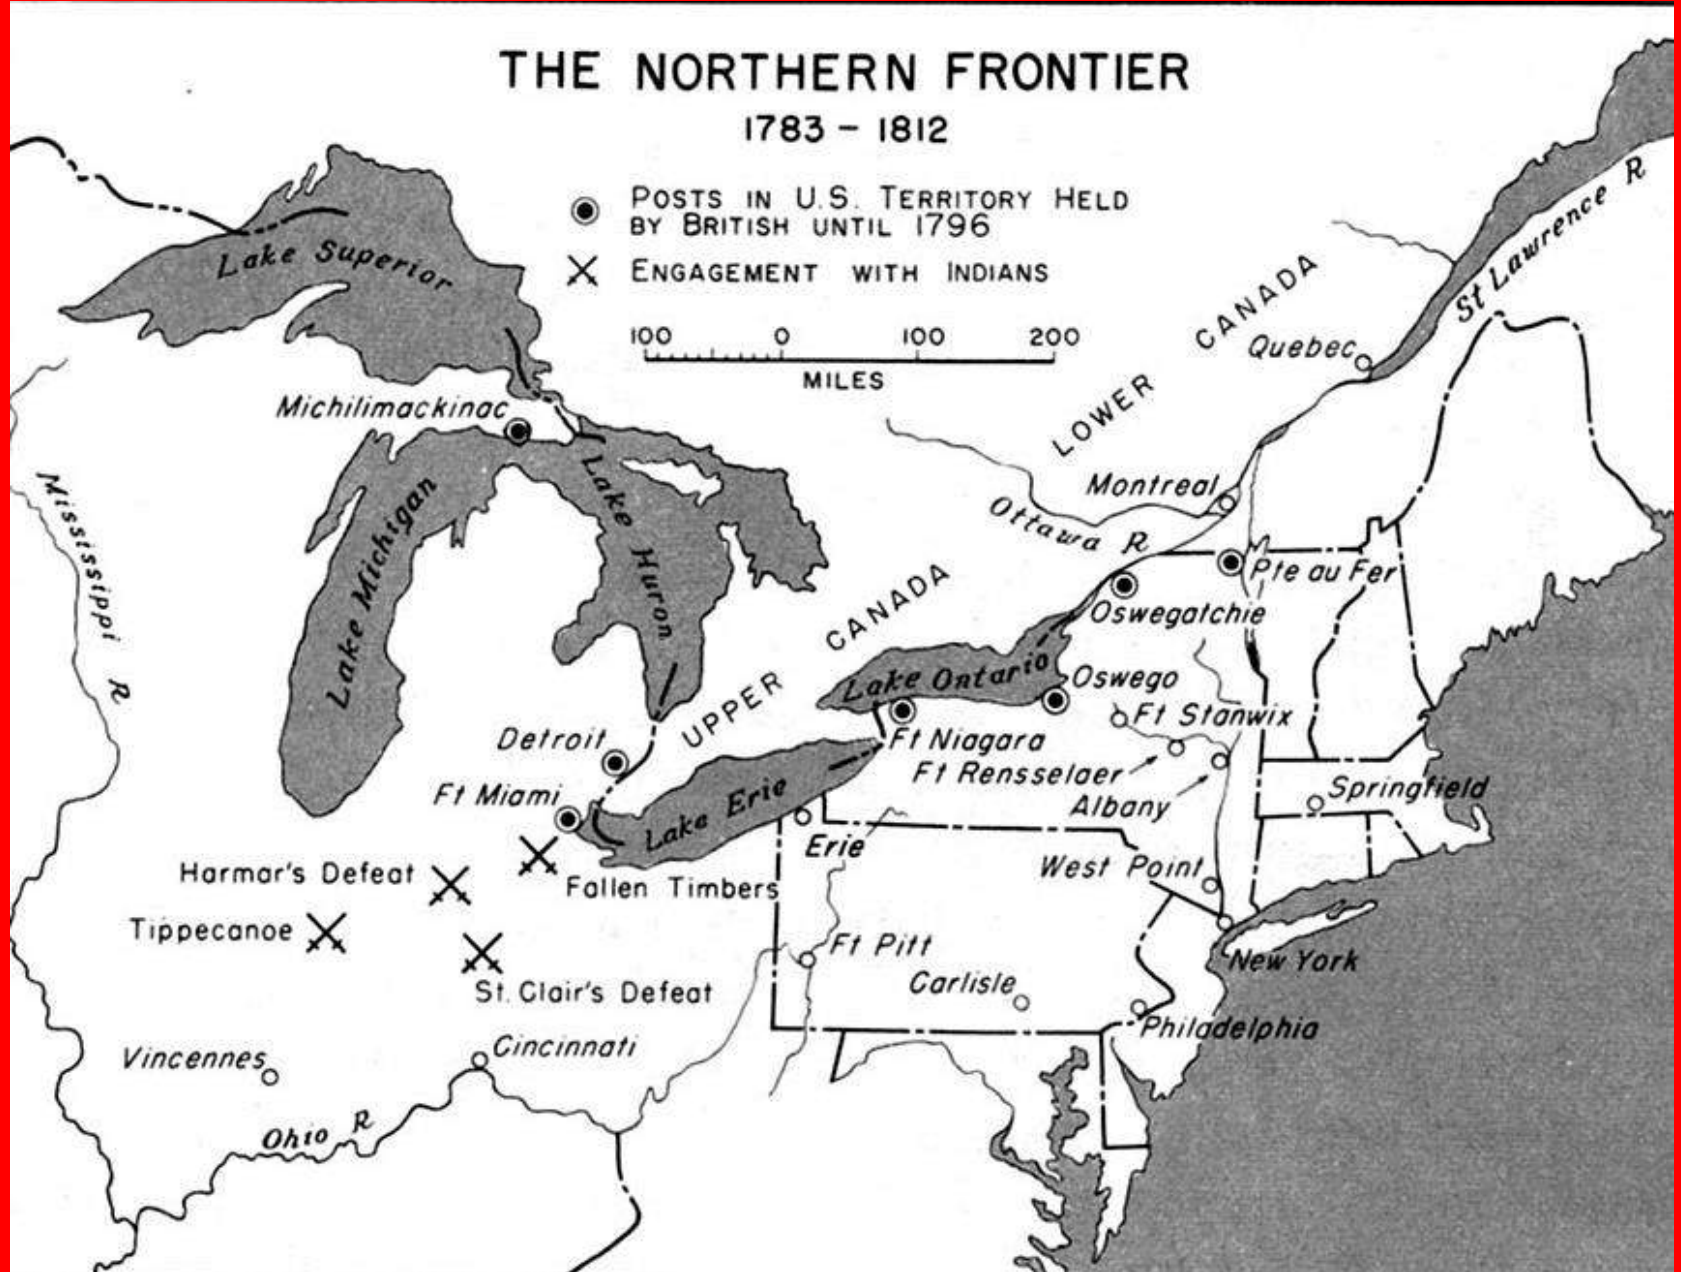 THE NORTHERN FRONTIER
1783 – 1812
POSTS IN U.S. TERRITORY HELD
BY BRITISH UNTIL 1796
ENGAGEMENT WITH INDIANS
100 0 100 200
MILES
Lake Superior
St Lawrence R
LOWER CANADA
Quebec
Michilimackinac
Mississippi R
Lake Michigan
Lake Huron
Montreal
Ottawa R
Pte au Fer
Oswegatchie
UPPER CANADA
Lake Ontario
Oswego
Ft Stanwix
Detroit
Ft Niagara
Ft Rensselaer
Albany
Springfield
Ft Miami
Lake Erie
Erie
Harmar's Defeat
Fallen Timbers
West Point
Tippecanoe
Ft Pitt
New York
St. Clair's Defeat
Carlisle
Philadelphia
Vincennes
Cincinnati
Ohio R